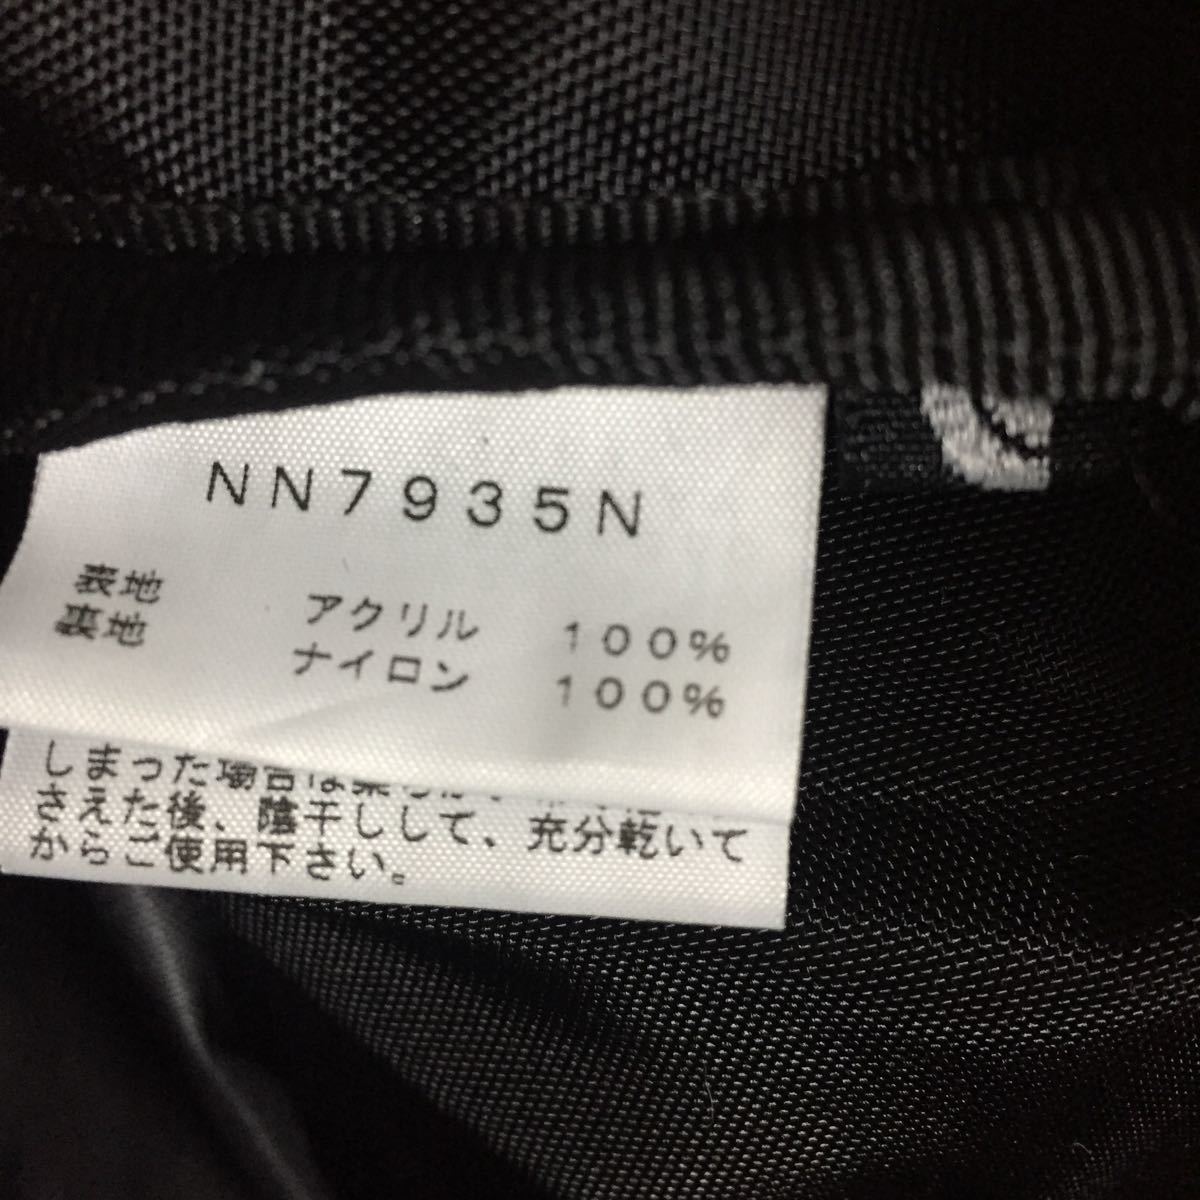 NN7935N
表地 アクリル 100%
裏地 ナイロン 100%
しまった場合は
さえた後、陰干しして、充分乾いて
からご使用下さい。